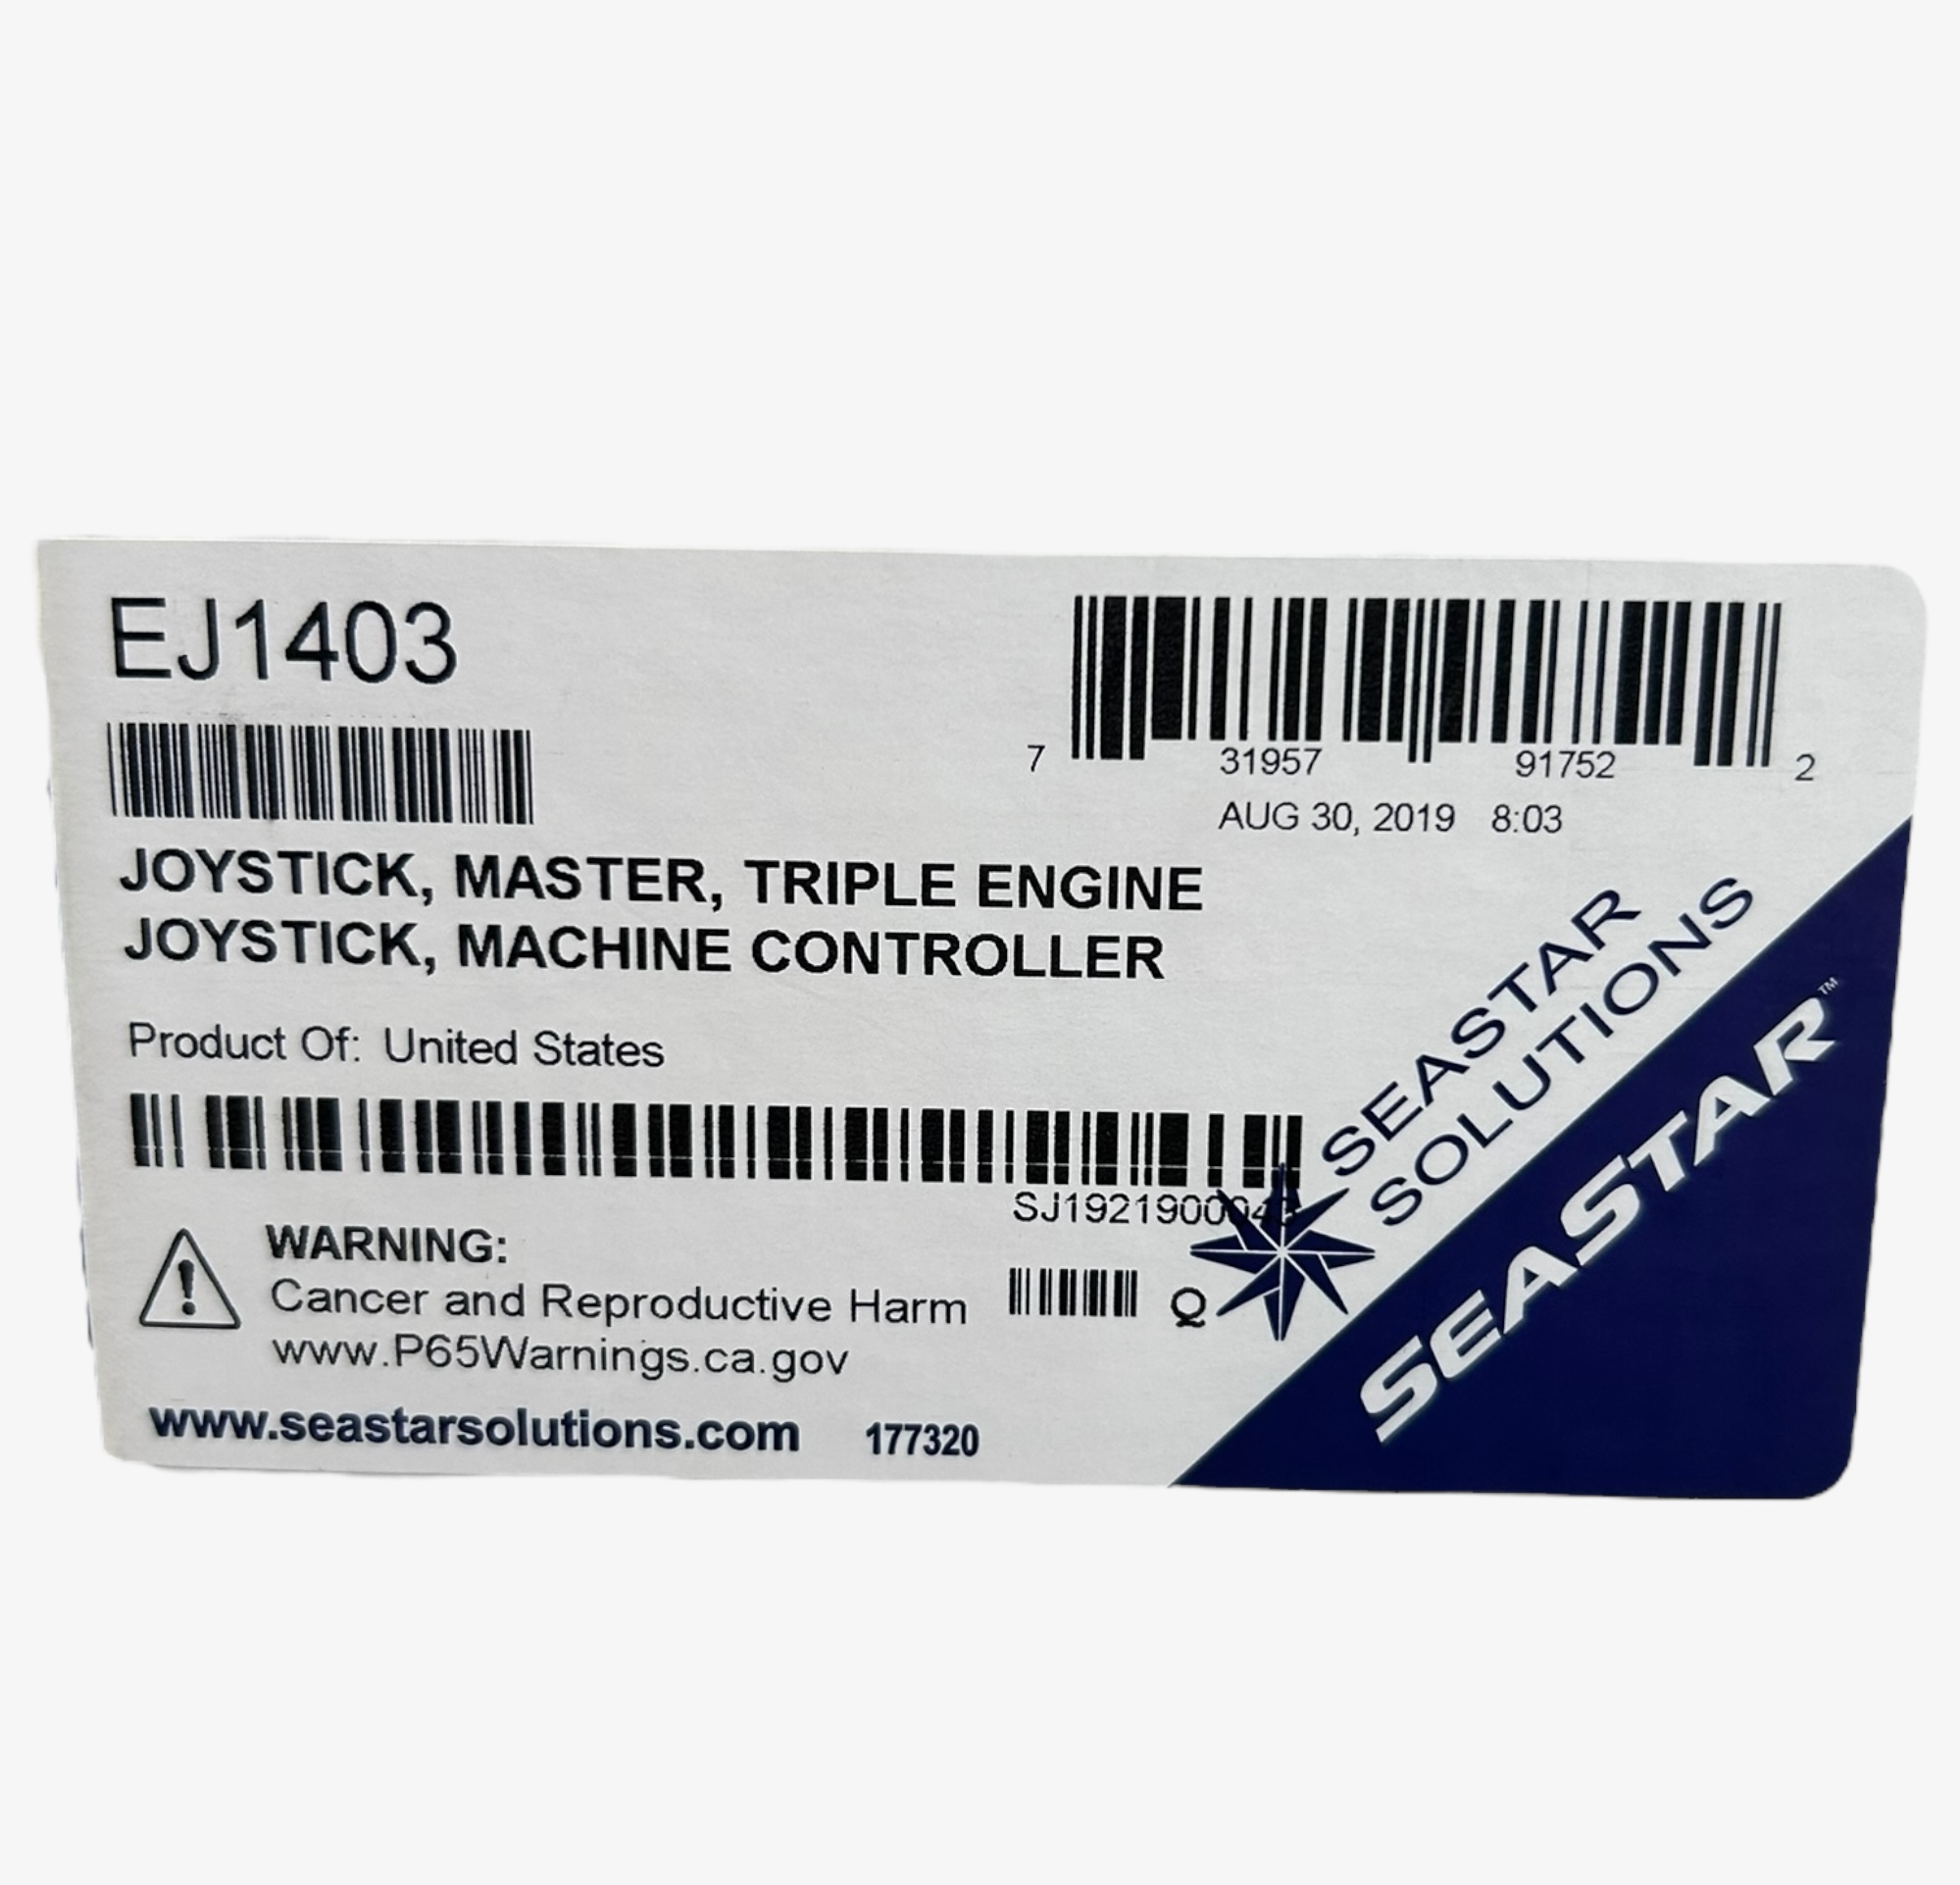 EJ1403
7 31957 91752 2
AUG 30, 2019 8:03
JOYSTICK, MASTER, TRIPLE ENGINE
JOYSTICK, MACHINE CONTROLLER
Product Of: United States
WARNING:
Cancer and Reproductive Harm
www.P65Warnings.ca.gov
Q
www.seastarsolutions.com 177320
SEASTAR
SOLUTIONS
SEASTAR™